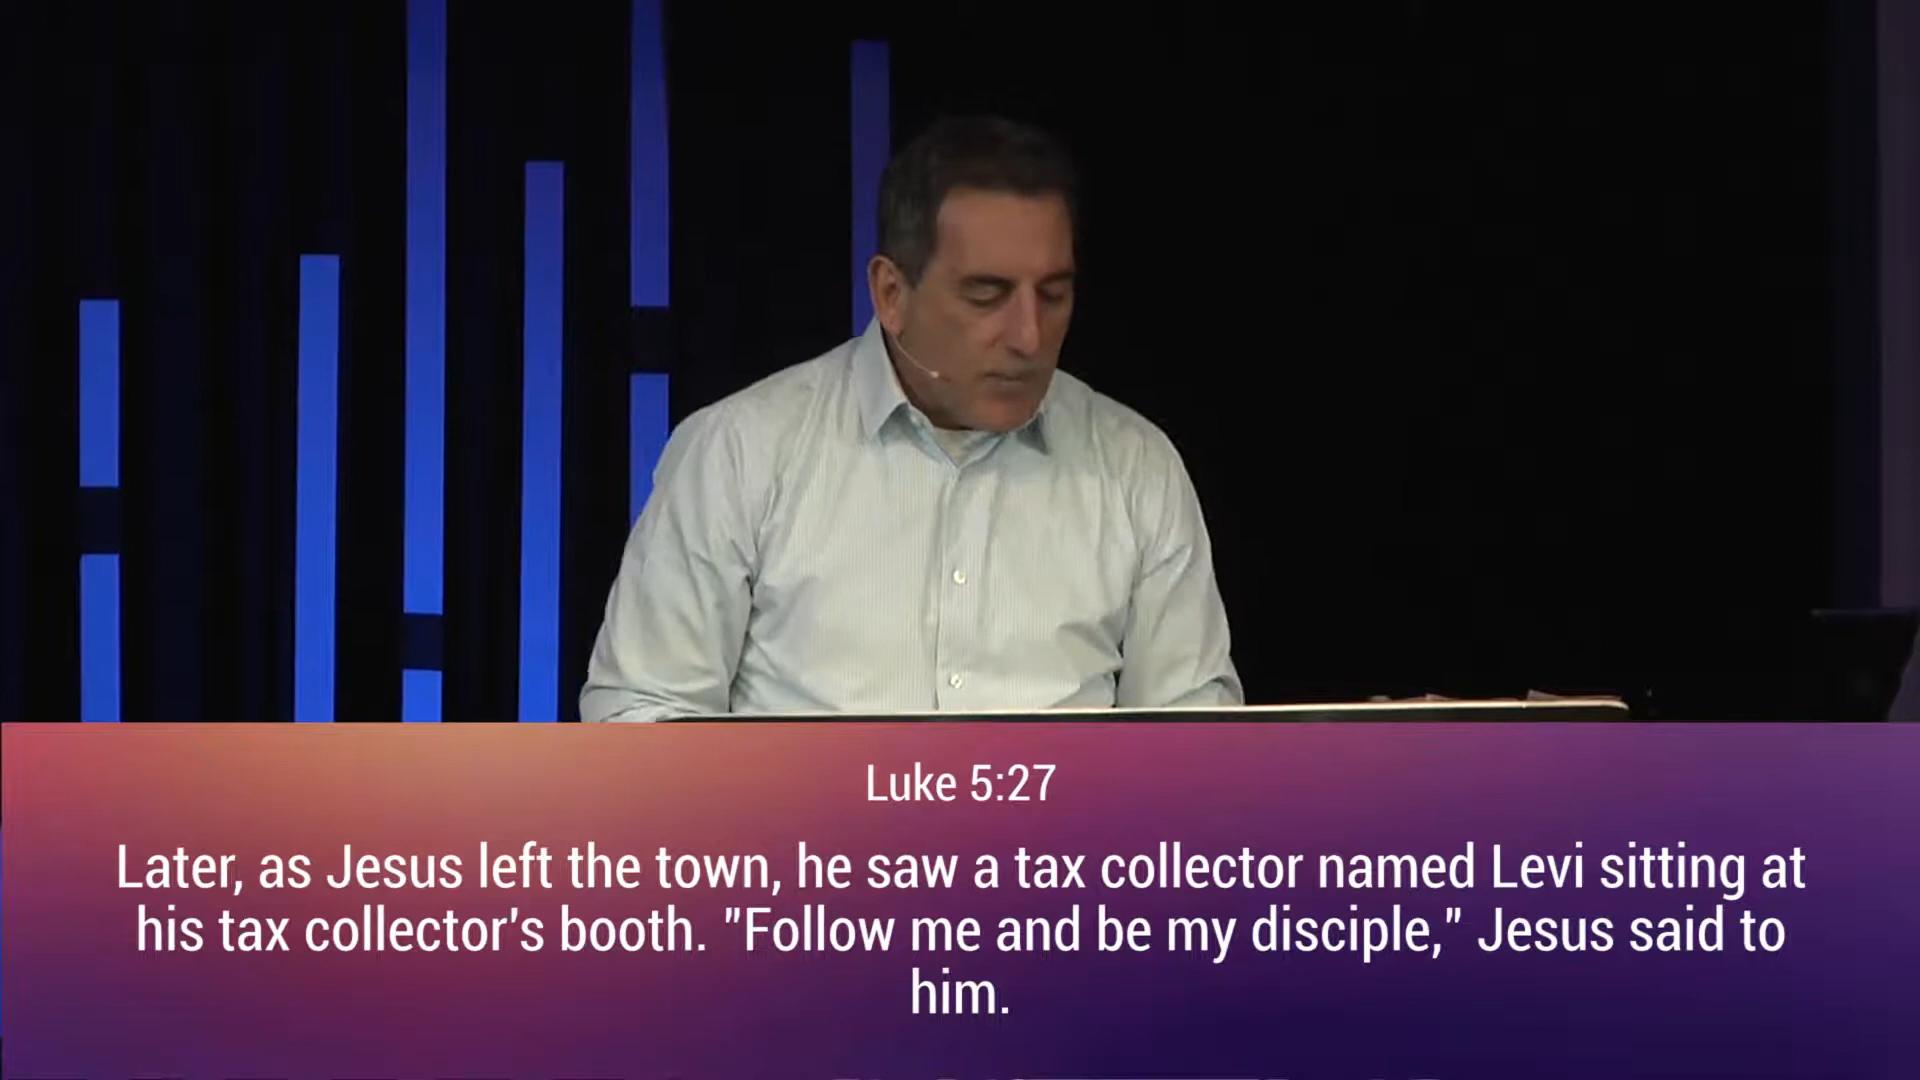 Luke 5:27
Later, as Jesus left the town, he saw a tax collector named Levi sitting at
his tax collector's booth. "Follow me and be my disciple," Jesus said to
him.